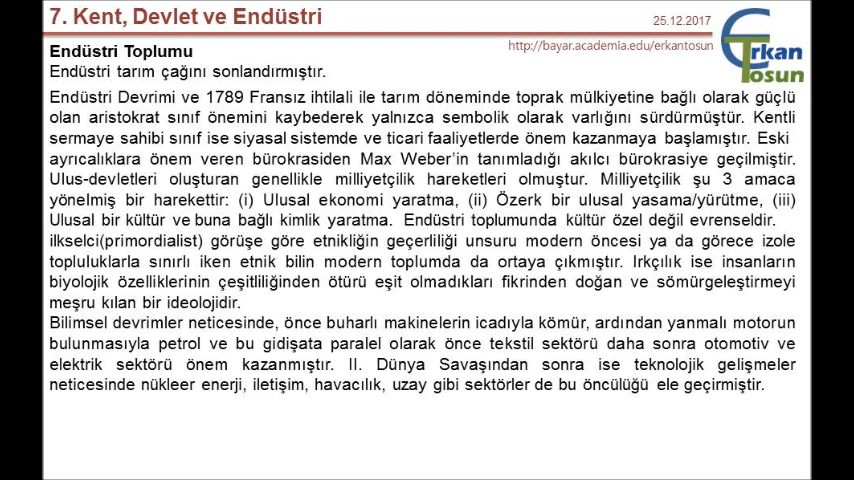 7. Kent, Devlet ve Endüstri
25.12.2017
Erkan
Tosun
Endüstri Toplumu
http://bayar.academia.edu/erkantosun
Endüstri tarım çağını sonlandırmıştır.
Endüstri Devrimi ve 1789 Fransız ihtilali ile tarım döneminde toprak mülkiyetine bağlı olarak güçlü
olan aristokrat sınıf önemini kaybederek yalnızca sembolik olarak varlığını sürdürmüştür. Kentli
sermaye sahibi sınıf ise siyasal sistemde ve ticari faaliyetlerde önem kazanmaya başlamıştır. Eski
ayrıcalıklara önem veren bürokrasiden Max Weber'in tanımladığı akılcı bürokrasiye geçilmiştir.
Ulus-devletleri oluşturan genellikle milliyetçilik hareketleri olmuştur. Milliyetçilik şu 3 amaca
yönelmiş bir harekettir: (i) Ulusal ekonomi yaratma, (ii) Özerk bir ulusal yasama/yürütme, (iii)
Ulusal bir kültür ve buna bağlı kimlik yaratma. Endüstri toplumunda kültür özel değil evrenseldir.
ilkselci(primordialist) görüşe göre etnikliğin geçerliliği unsuru modern öncesi ya da görece izole
topluluklarla sınırlı iken etnik bilin modern toplumda da ortaya çıkmıştır. Irkçılık ise insanların
biyolojik özelliklerinin çeşitliliğinden ötürü eşit olmadıkları fikrinden doğan ve sömürgeleştirmeyi
meşru kılan bir ideolojidir.
Bilimsel devrimler neticesinde, önce buharlı makinelerin icadıyla kömür, ardından yanmalı motorun
bulunmasıyla petrol ve bu gidişata paralel olarak önce tekstil sektörü daha sonra otomotiv ve
elektrik sektörü önem kazanmıştır. II. Dünya Savaşından sonra ise teknolojik gelişmeler
neticesinde nükleer enerji, iletişim, havacılık, uzay gibi sektörler de bu öncülüğü ele geçirmiştir.